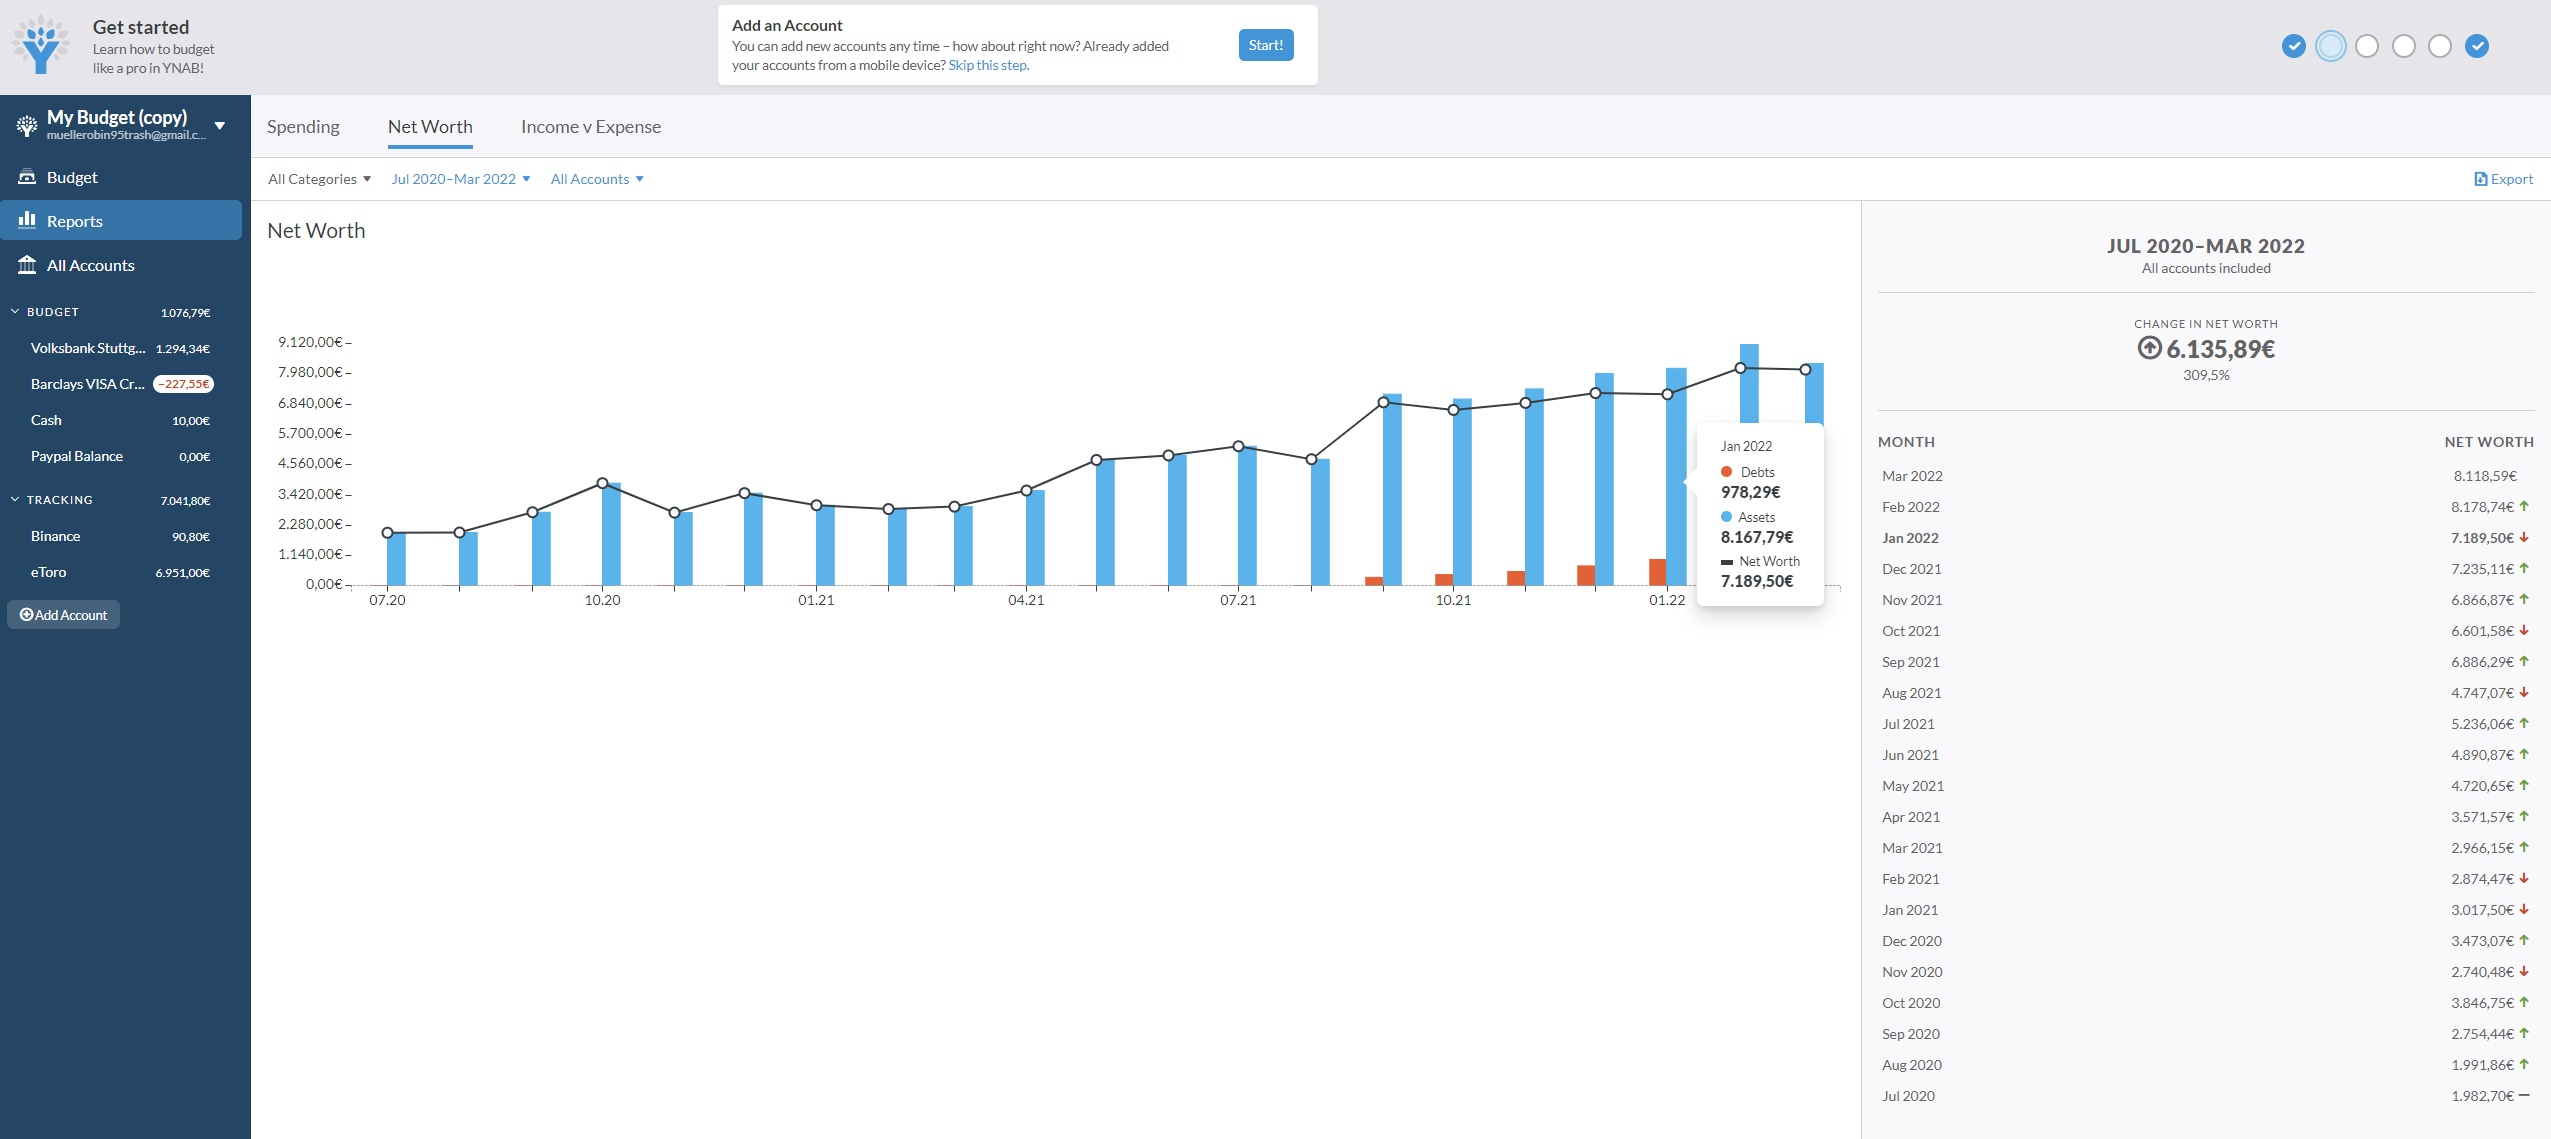 Get started
Learn how to budget
like a pro in YNAB!
Add an Account
You can add new accounts any time – how about right now? Already added
your accounts from a mobile device? Skip this step.
Start!
My Budget (copy)
muellerobin95trash@gmail.c...
Budget
Reports
All Accounts
BUDGET 1.076,79€
Volksbank Stuttg... 1.294,34€
Barclays VISA Cr... −227,55€
Cash 10,00€
Paypal Balance 0,00€
TRACKING 7.041,80€
Binance 90,80€
eToro 6.951,00€
Add Account
Spending Net Worth Income v Expense
All Categories Jul 2020–Mar 2022 All Accounts Export
Net Worth
9.120,00€
7.980,00€
6.840,00€
5.700,00€
4.560,00€
3.420,00€
2.280,00€
1.140,00€
0,00€
07.20 10.20 01.21 04.21 07.21 10.21 01.22
Jan 2022
Debts
978,29€
Assets
8.167,79€
Net Worth
7.189,50€
JUL 2020–MAR 2022
All accounts included
CHANGE IN NET WORTH
6.135,89€
309,5%
MONTH NET WORTH
Mar 2022 8.118,59€
Feb 2022 8.178,74€
Jan 2022 7.189,50€
Dec 2021 7.235,11€
Nov 2021 6.866,87€
Oct 2021 6.601,58€
Sep 2021 6.886,29€
Aug 2021 4.747,07€
Jul 2021 5.236,06€
Jun 2021 4.890,87€
May 2021 4.720,65€
Apr 2021 3.571,57€
Mar 2021 2.966,15€
Feb 2021 2.874,47€
Jan 2021 3.017,50€
Dec 2020 3.473,07€
Nov 2020 2.740,48€
Oct 2020 3.846,75€
Sep 2020 2.754,44€
Aug 2020 1.991,86€
Jul 2020 1.982,70€